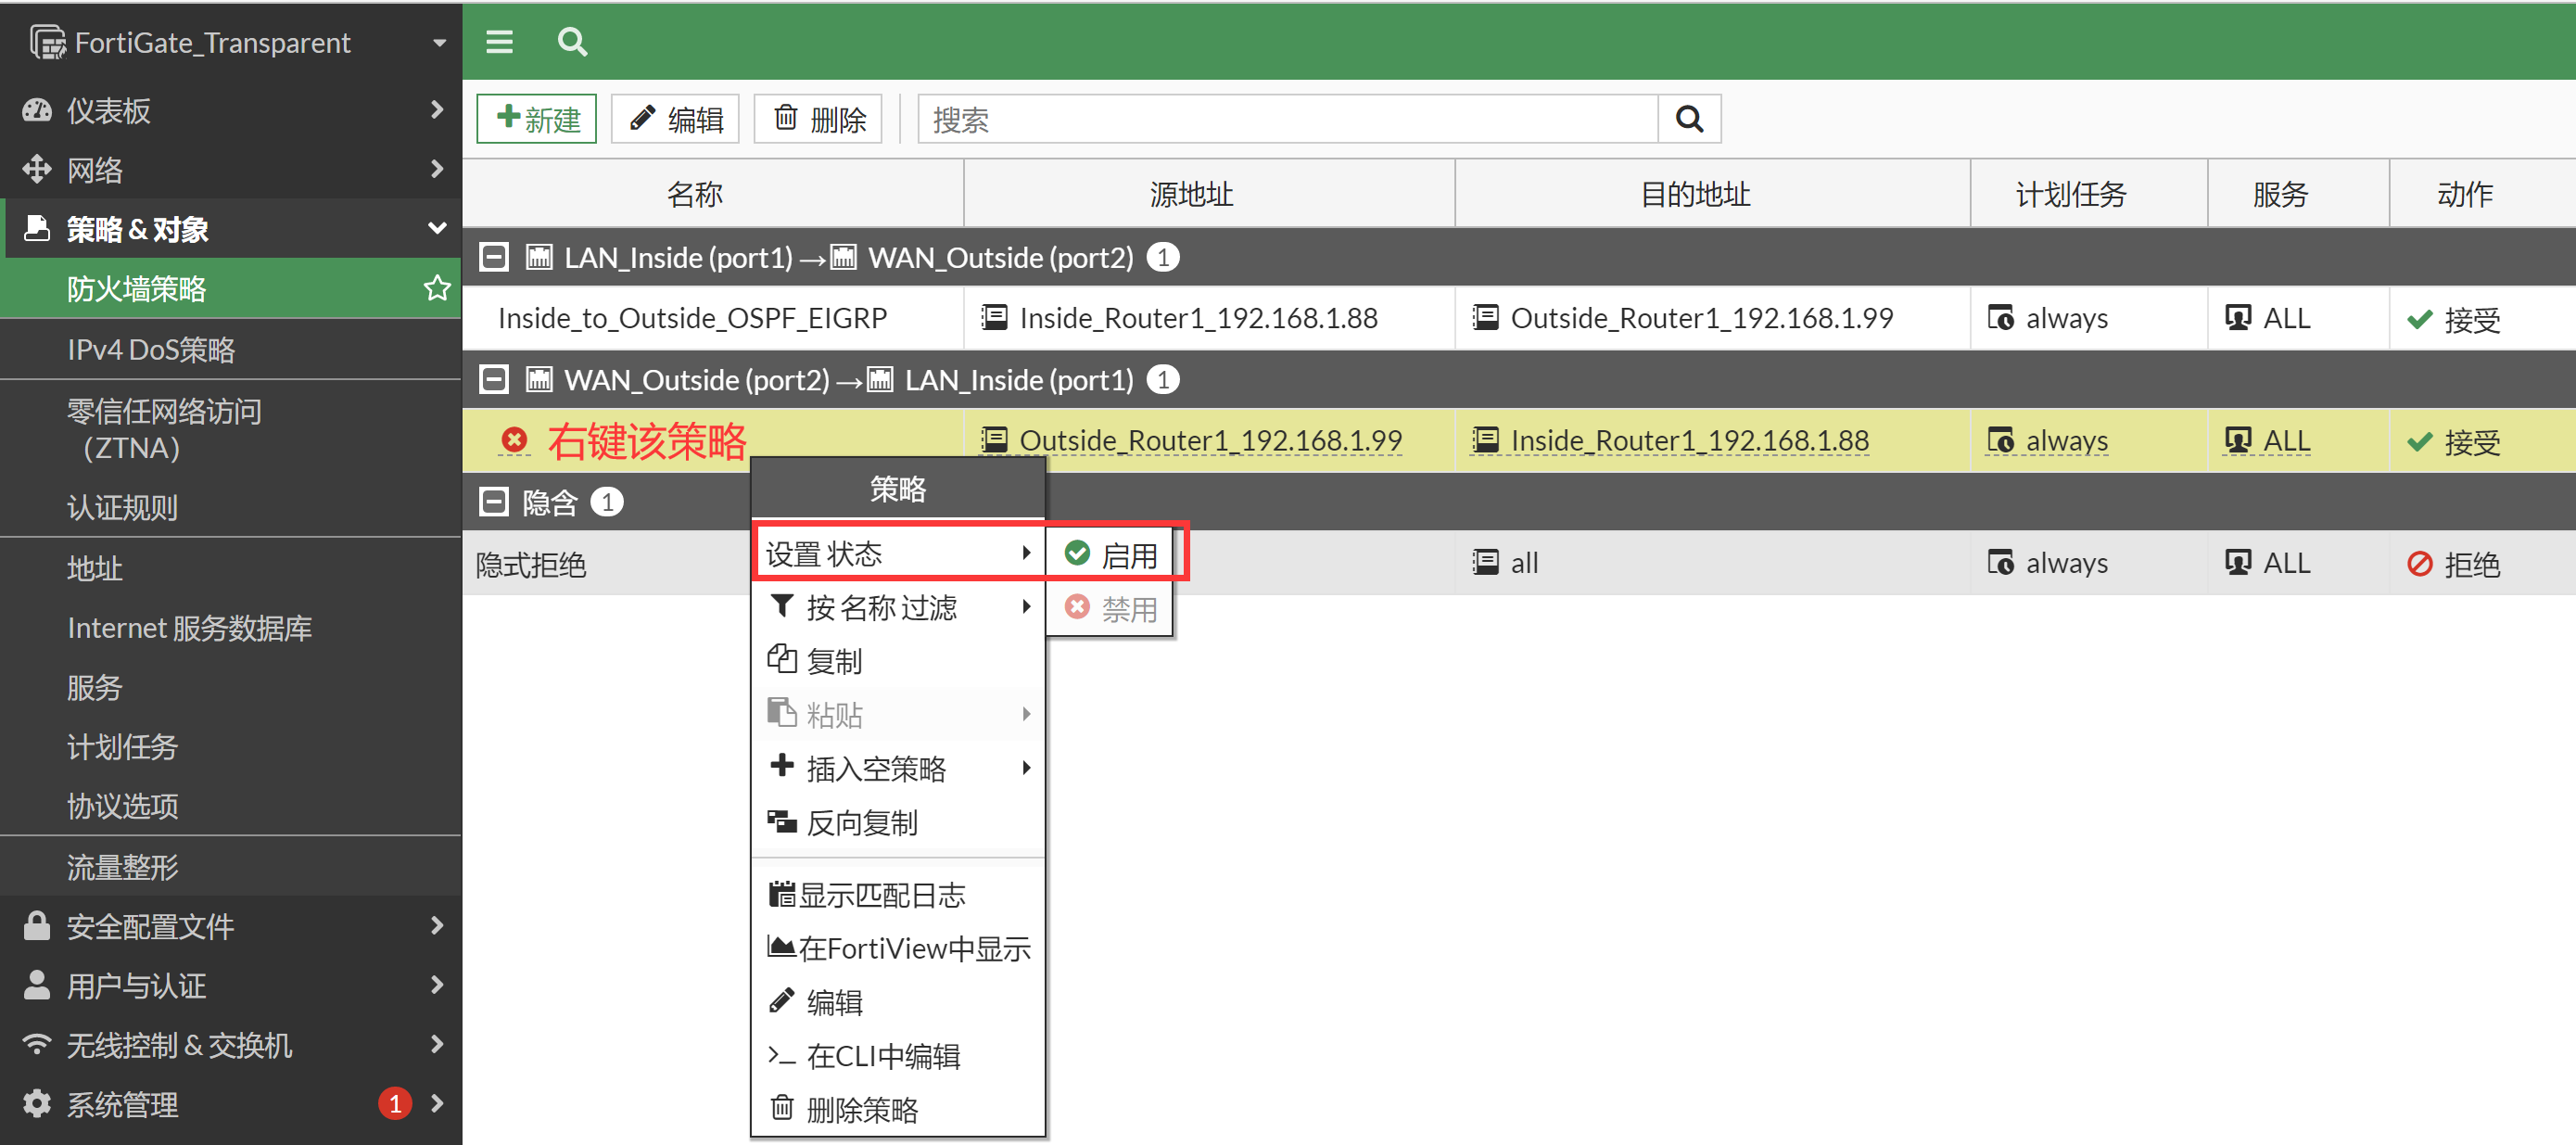 FortiGate_Transparent
仪表板
网络
策略 & 对象
防火墙策略
IPv4 DoS策略
零信任网络访问
（ZTNA）
认证规则
地址
Internet 服务数据库
服务
计划任务
协议选项
流量整形
安全配置文件
用户与认证
无线控制 & 交换机
系统管理 1
新建 编辑 删除 搜索
名称 源地址 目的地址 计划任务 服务 动作
LAN_Inside (port1) → WAN_Outside (port2) 1
Inside_to_Outside_OSPF_EIGRP Inside_Router1_192.168.1.88 Outside_Router1_192.168.1.99 always ALL 接受
WAN_Outside (port2) → LAN_Inside (port1) 1
右键该策略 Outside_Router1_192.168.1.99 Inside_Router1_192.168.1.88 always ALL 接受
隐含 1
隐式拒绝 all always ALL 拒绝
策略
设置 状态
启用
禁用
按 名称 过滤
复制
粘贴
插入空策略
反向复制
显示匹配日志
在FortiView中显示
编辑
在CLI中编辑
删除策略